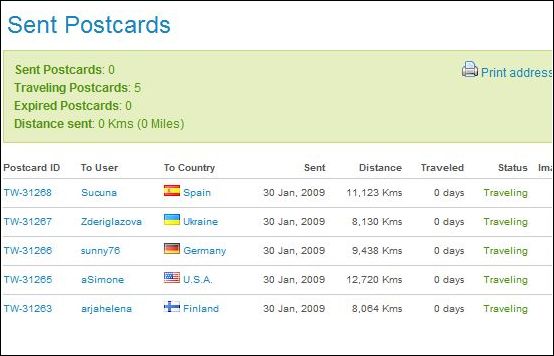 Sent Postcards
Sent Postcards: 0
Traveling Postcards: 5
Expired Postcards: 0
Distance sent: 0 Kms (0 Miles)
Print address
Postcard ID To User To Country Sent Distance Traveled Status Ima
TW-31268 Sucuna Spain 30 Jan, 2009 11,123 Kms 0 days Traveling
TW-31267 Zderiglazova Ukraine 30 Jan, 2009 8,130 Kms 0 days Traveling
TW-31266 sunny76 Germany 30 Jan, 2009 9,438 Kms 0 days Traveling
TW-31265 aSimone U.S.A. 30 Jan, 2009 12,720 Kms 0 days Traveling
TW-31263 arjahelena Finland 30 Jan, 2009 8,064 Kms 0 days Traveling